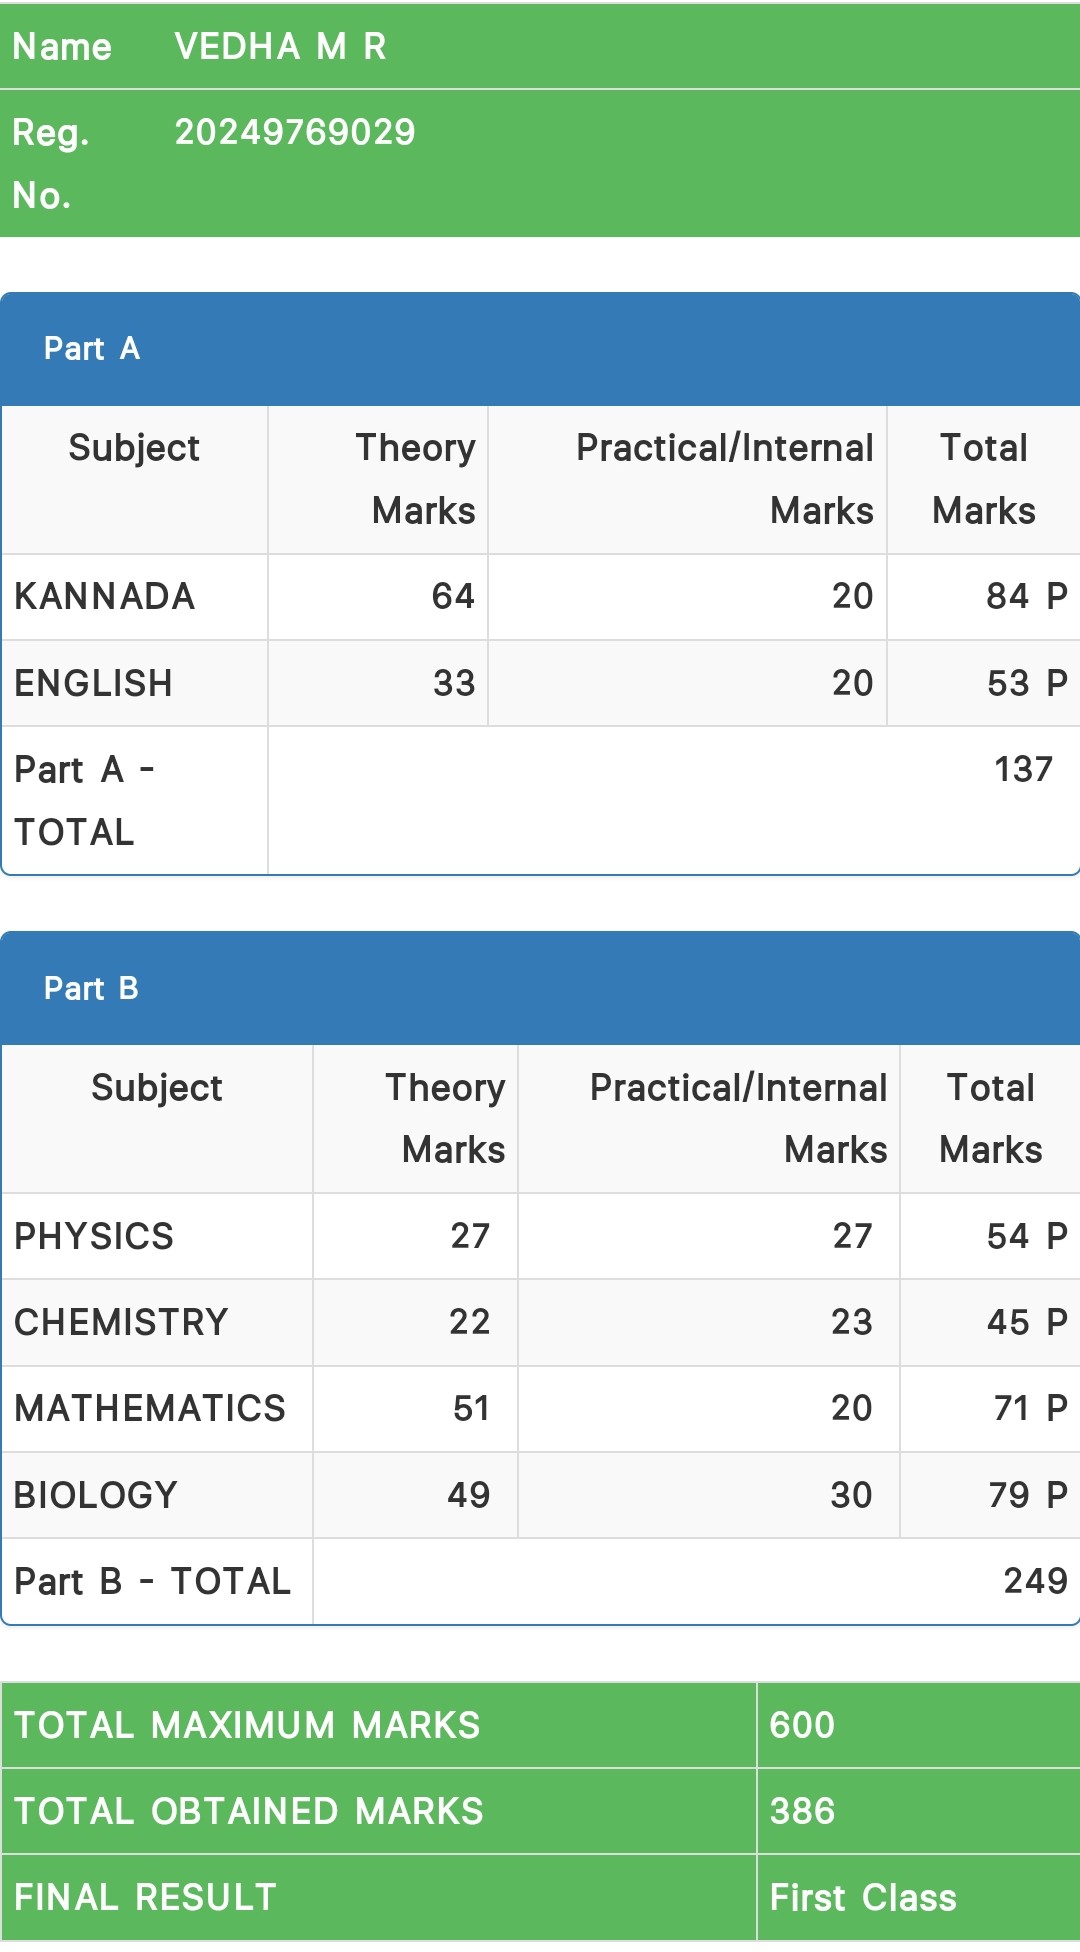 Name VEDHA M R
Reg. No. 20249769029
Part A
Subject Theory Marks Practical/Internal Marks Total Marks
KANNADA 64 20 84 P
ENGLISH 33 20 53 P
Part A - TOTAL 137
Part B
Subject Theory Marks Practical/Internal Marks Total Marks
PHYSICS 27 27 54 P
CHEMISTRY 22 23 45 P
MATHEMATICS 51 20 71 P
BIOLOGY 49 30 79 P
Part B - TOTAL 249
TOTAL MAXIMUM MARKS 600
TOTAL OBTAINED MARKS 386
FINAL RESULT First Class